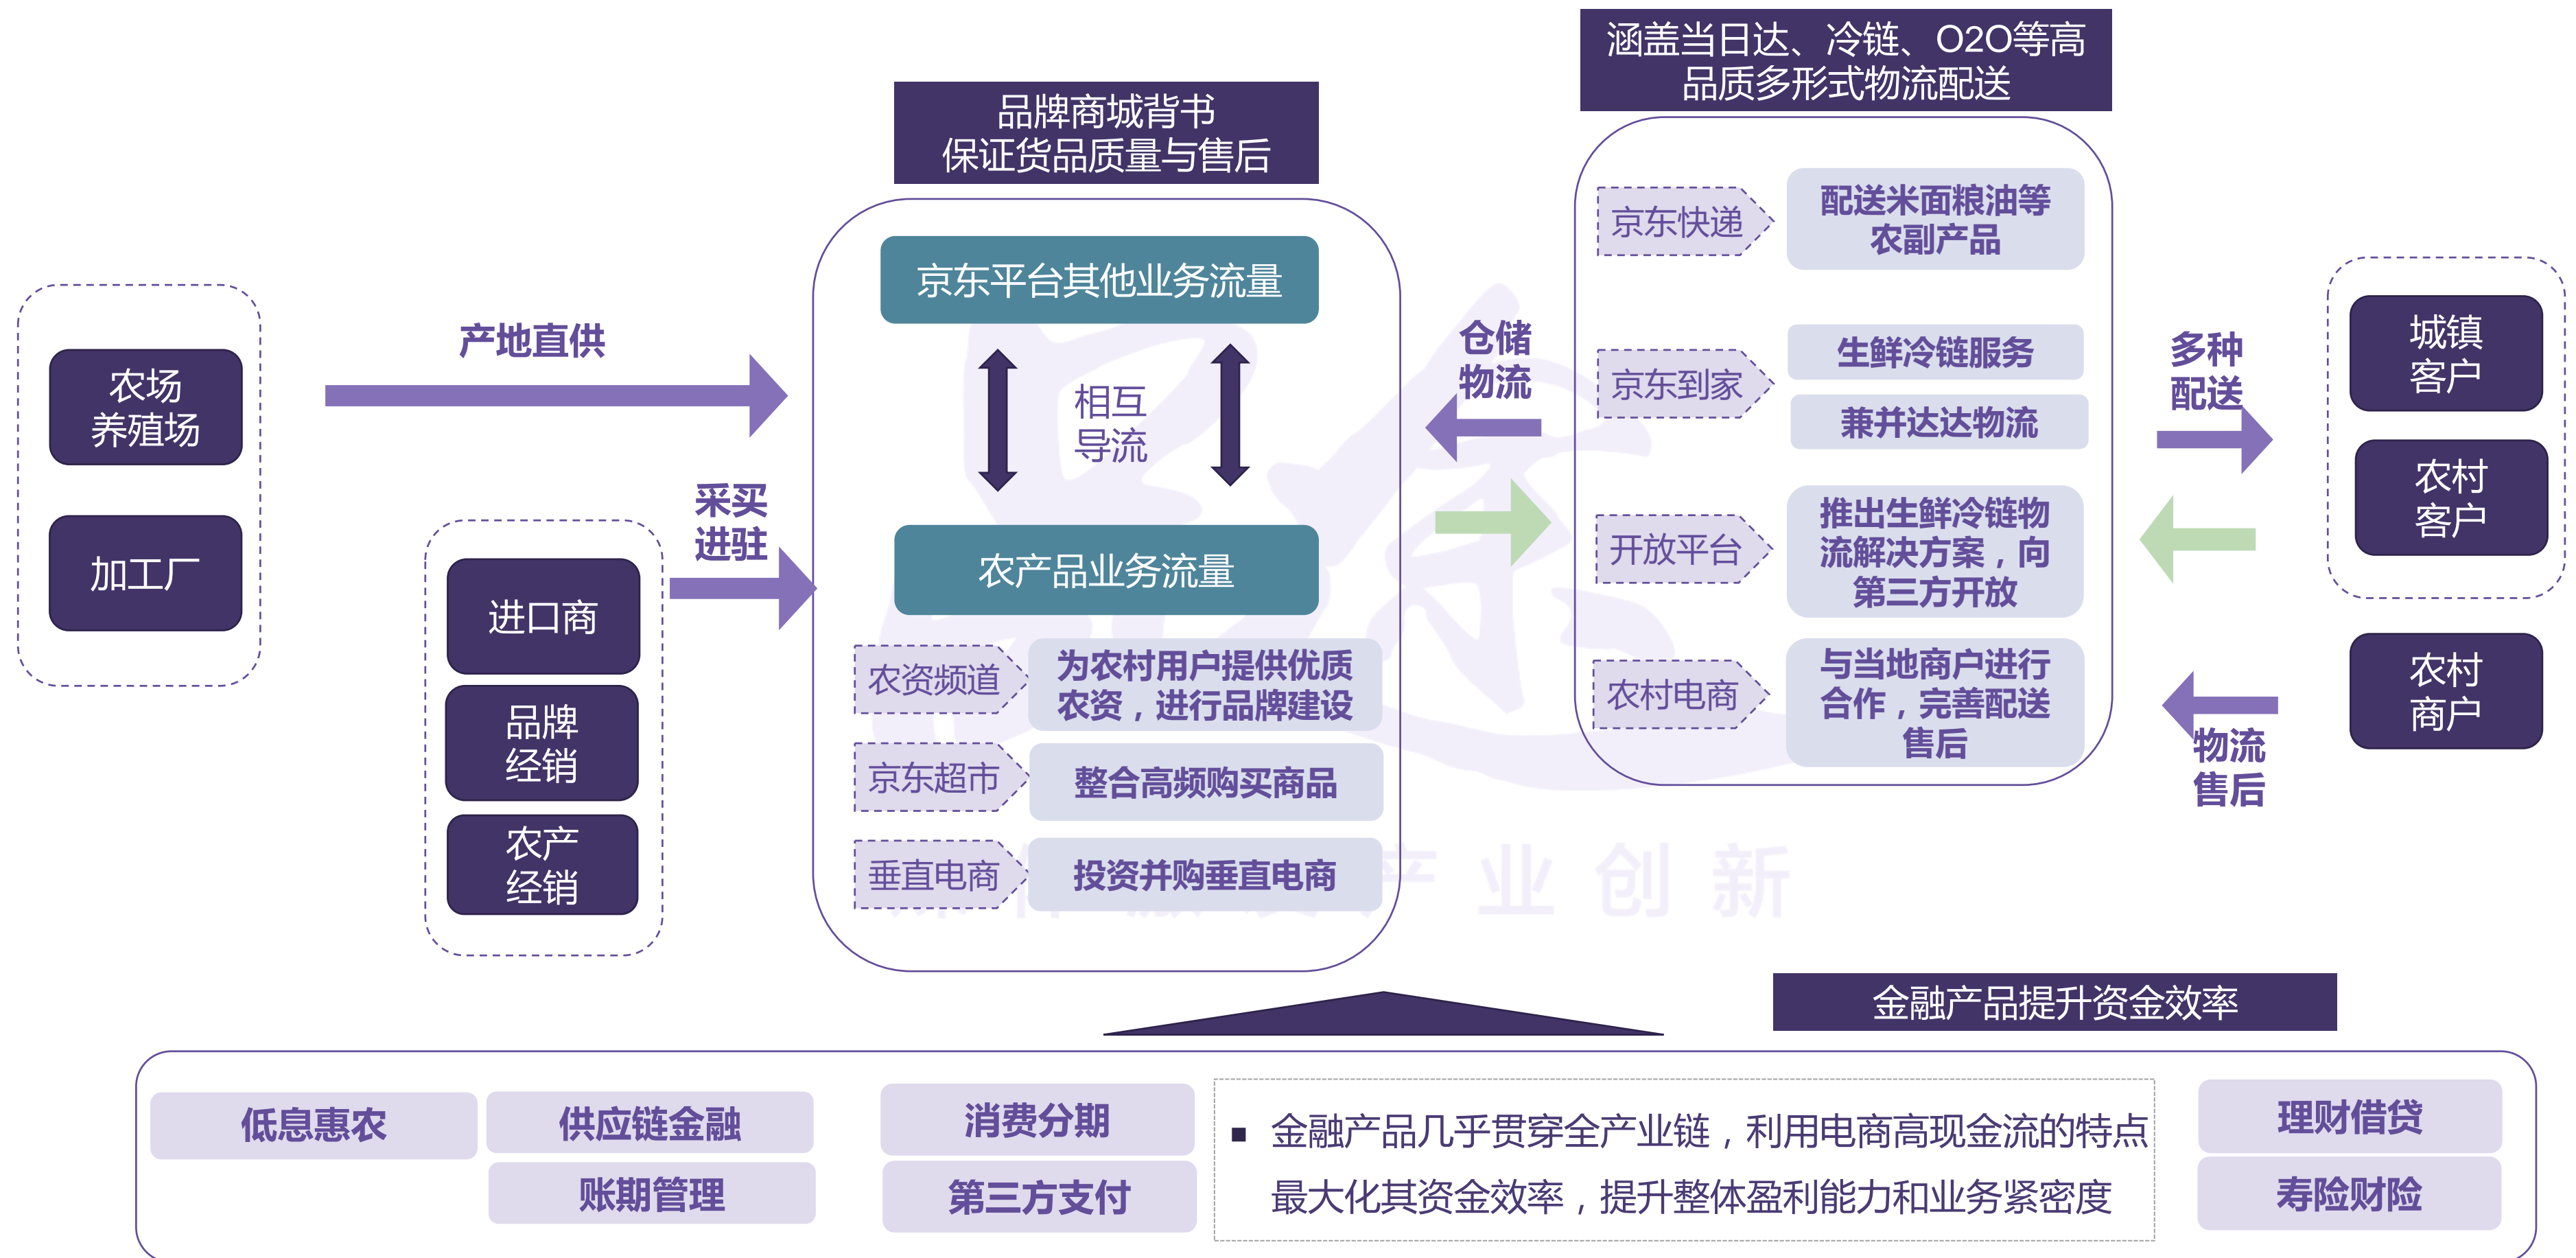 涵盖当日达、冷链、O2O等高
品质多形式物流配送
品牌商城背书
保证货品质量与售后
农场
养殖场
加工厂
产地直供
进口商
品牌
经销
农产
经销
采买
进驻
京东平台其他业务流量
相互
导流
农产品业务流量
农资频道
为农村用户提供优质
农资，进行品牌建设
京东超市
整合高频购买商品
垂直电商
投资并购垂直电商
仓储
物流
京东快递
配送米面粮油等
农副产品
京东到家
生鲜冷链服务
兼并达达物流
开放平台
推出生鲜冷链物
流解决方案，向
第三方开放
农村电商
与当地商户进行
合作，完善配送
售后
多种
配送
物流
售后
城镇
客户
农村
客户
农村
商户
产业创新
金融产品提升资金效率
低息惠农
供应链金融
账期管理
消费分期
第三方支付
▪ 金融产品几乎贯穿全产业链，利用电商高现金流的特点
最大化其资金效率，提升整体盈利能力和业务紧密度
理财借贷
寿险财险